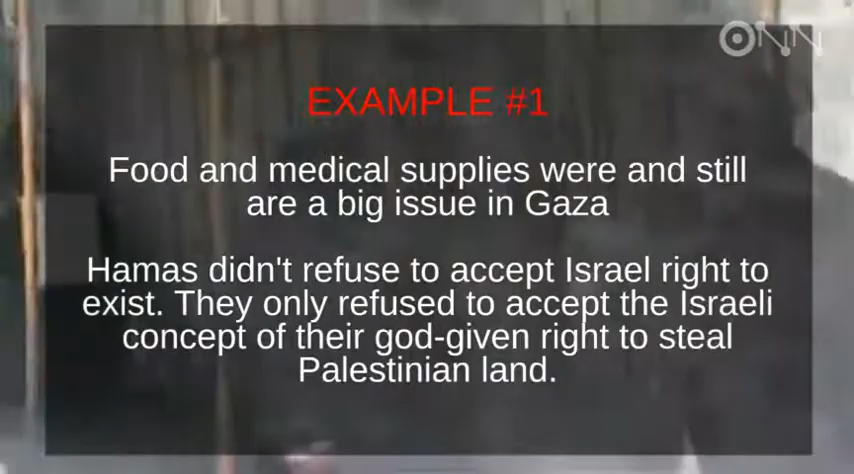 ONN
EXAMPLE #1
Food and medical supplies were and still
are a big issue in Gaza
Hamas didn't refuse to accept Israel right to
exist. They only refused to accept the Israeli
concept of their god-given right to steal
Palestinian land.